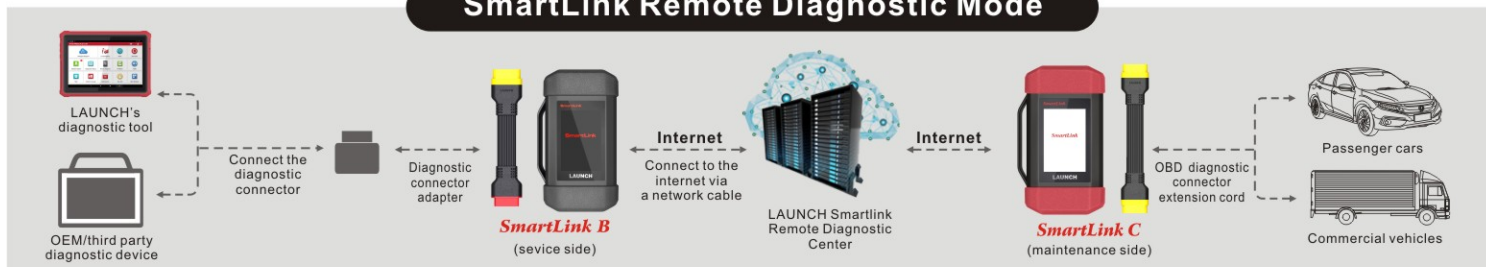 SmartLink Remote Diagnostic Mode
LAUNCH's
diagnostic tool
OEM/third party
diagnostic device
Connect the
diagnostic
connector
Diagnostic
connector
adapter
SmartLink
LAUNCH
SmartLink B
(sevice side)
Internet
Connect to the
internet via
a network cable
LAUNCH Smartlink
Remote Diagnostic
Center
Internet
SmartLink
LAUNCH
SmartLink C
(maintenance side)
OBD diagnostic
connector
extension cord
Passenger cars
Commercial vehicles